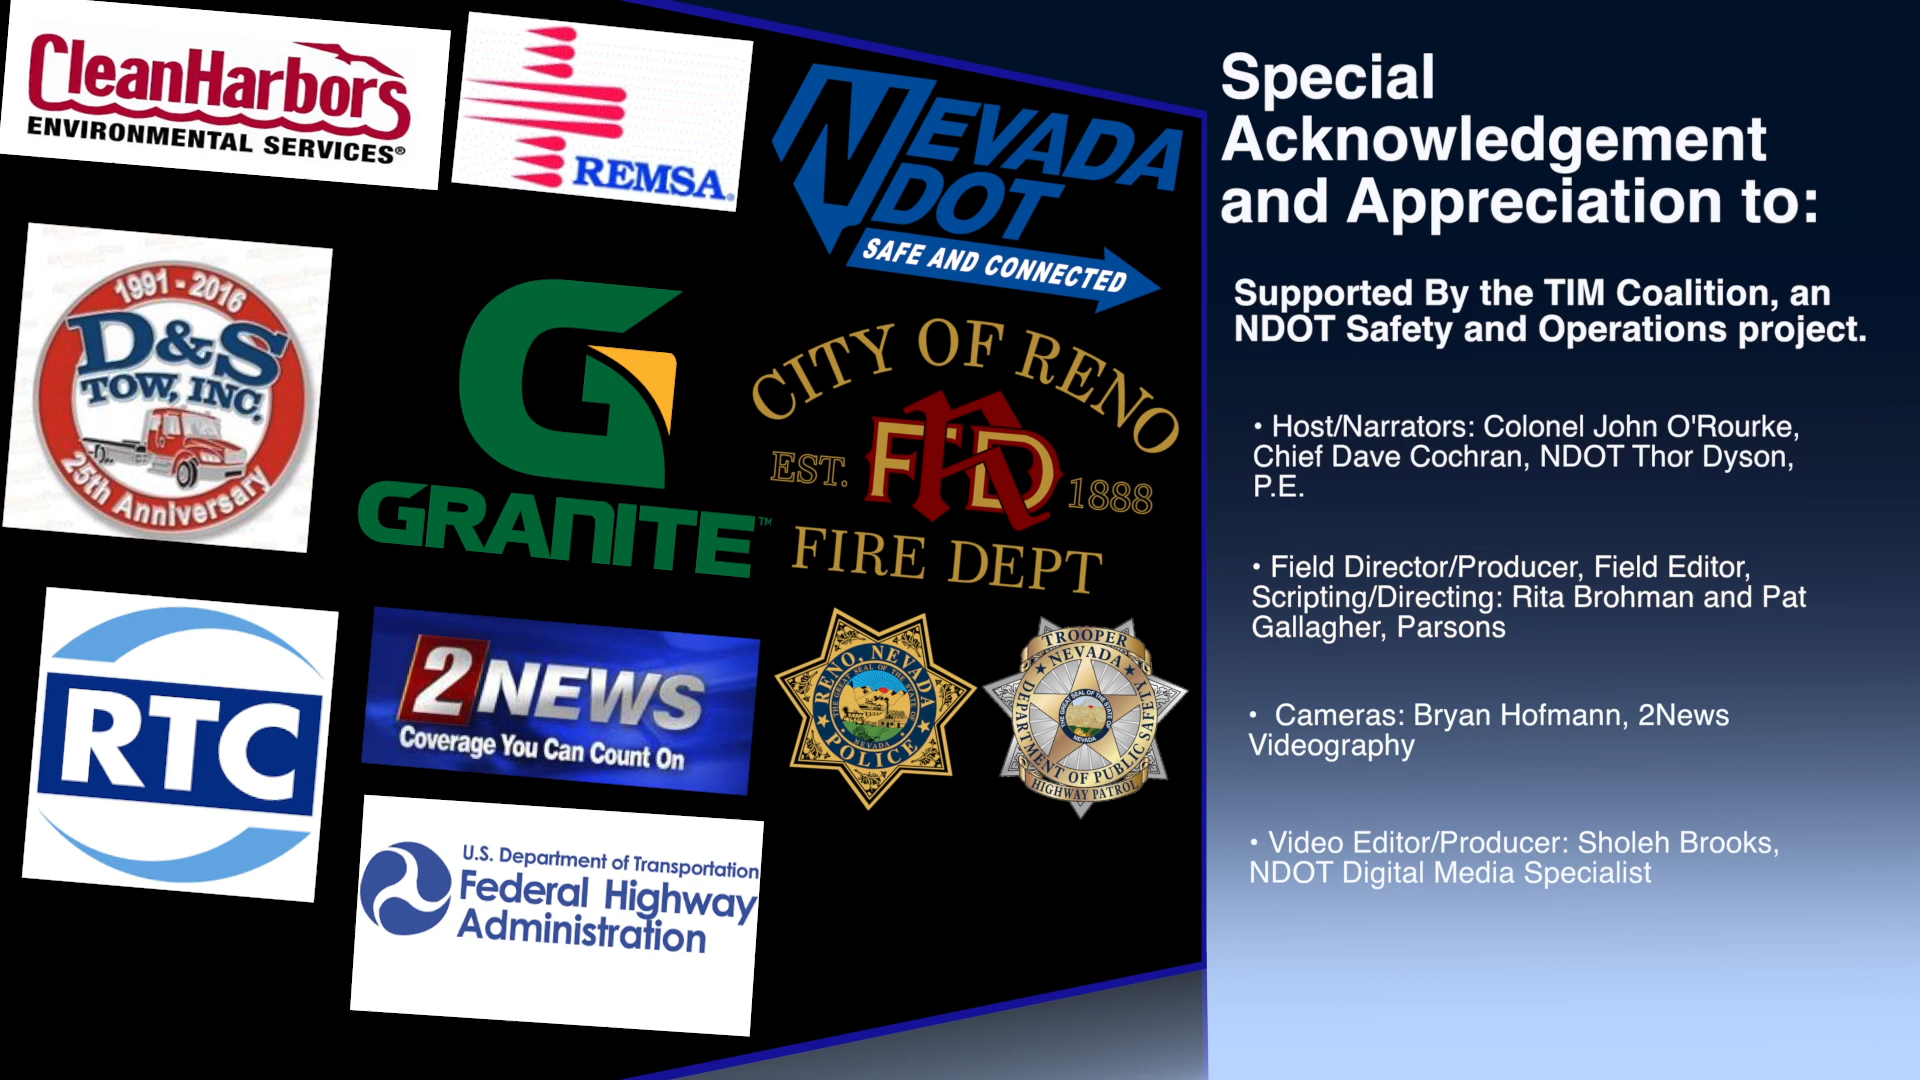 CleanHarbors
ENVIRONMENTAL SERVICES®
REMSA.
NEVADA
DOT
SAFE AND CONNECTED
1991 - 2016
D&S
TOW, INC.
25th Anniversary
GRANITE™
CITY OF RENO
EST. RFD 1888
FIRE DEPT
RTC
2NEWS
Coverage You Can Count On
RENO, NEVADA
POLICE
TROOPER
NEVADA
DEPARTMENT OF PUBLIC SAFETY
HIGHWAY PATROL
U.S. Department of Transportation
Federal Highway
Administration
Special
Acknowledgement
and Appreciation to:
Supported By the TIM Coalition, an
NDOT Safety and Operations project.
• Host/Narrators: Colonel John O'Rourke,
Chief Dave Cochran, NDOT Thor Dyson,
P.E.
• Field Director/Producer, Field Editor,
Scripting/Directing: Rita Brohman and Pat
Gallagher, Parsons
• Cameras: Bryan Hofmann, 2News
Videography
• Video Editor/Producer: Sholeh Brooks,
NDOT Digital Media Specialist